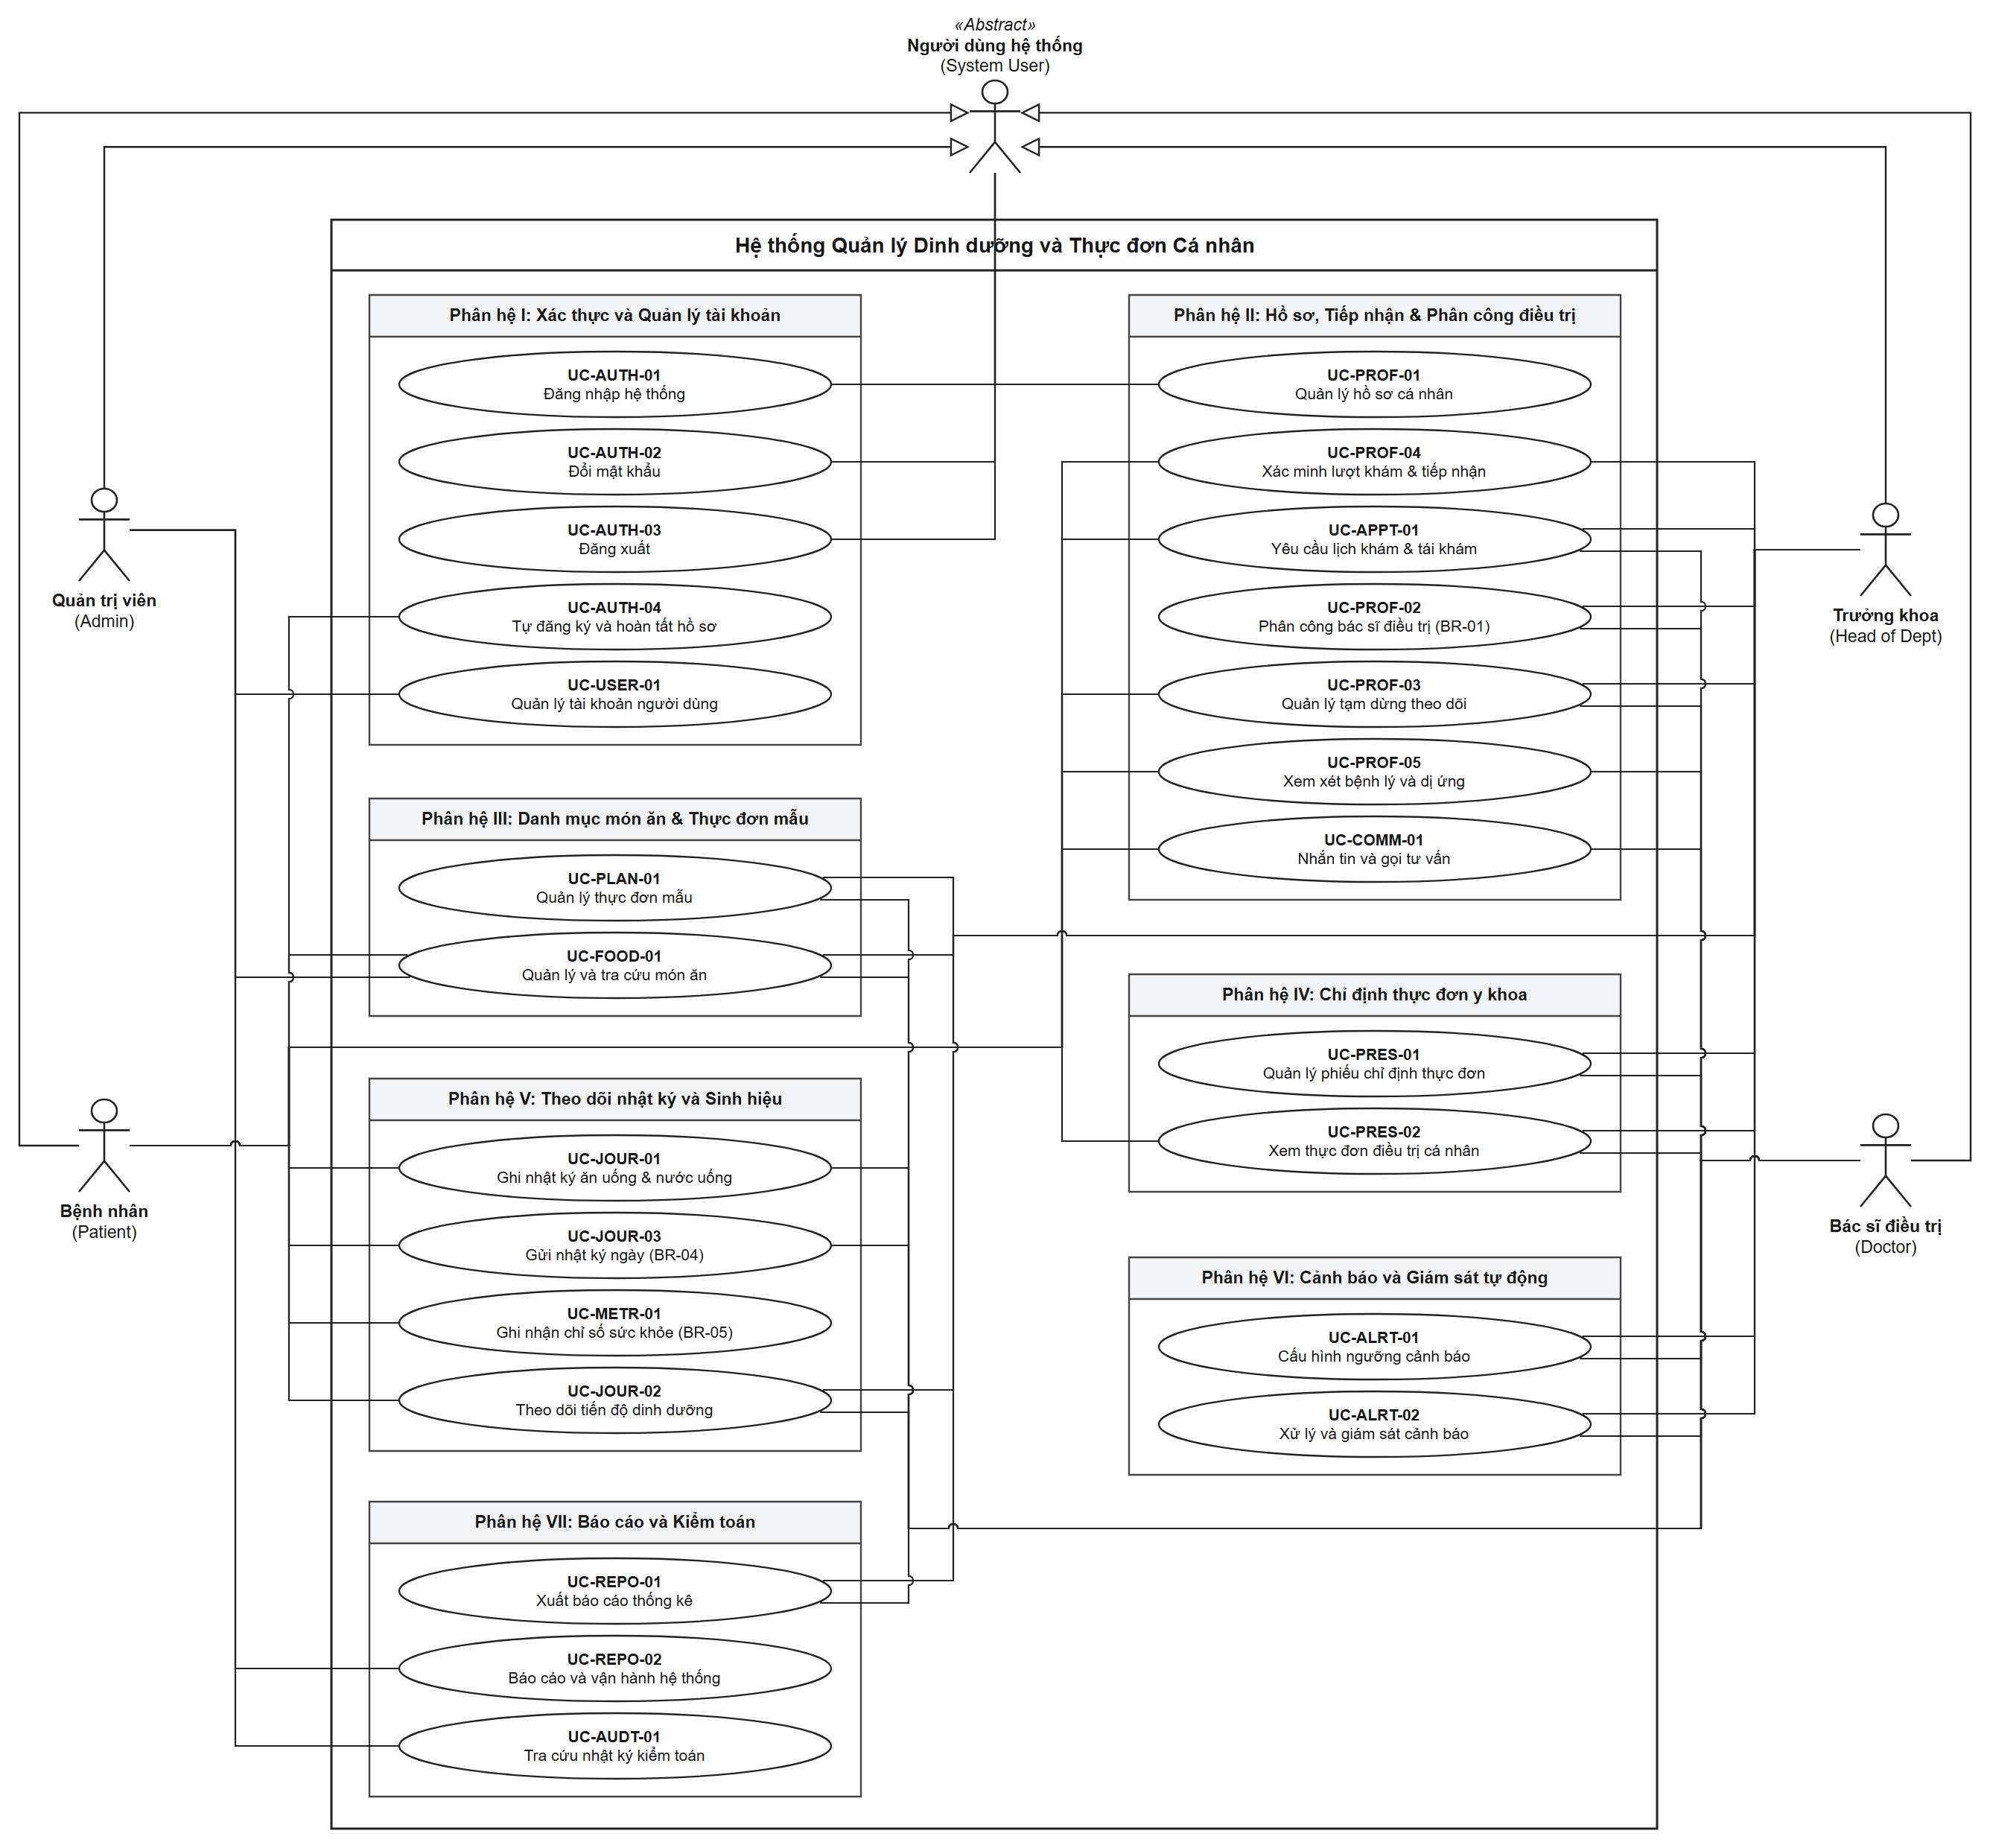 «Abstract»
Người dùng hệ thống
(System User)
Hệ thống Quản lý Dinh dưỡng và Thực đơn Cá nhân
Phân hệ I: Xác thực và Quản lý tài khoản
UC-AUTH-01
Đăng nhập hệ thống
UC-AUTH-02
Đổi mật khẩu
UC-AUTH-03
Đăng xuất
UC-AUTH-04
Tự đăng ký và hoàn tất hồ sơ
UC-USER-01
Quản lý tài khoản người dùng
Phân hệ II: Hồ sơ, Tiếp nhận & Phân công điều trị
UC-PROF-01
Quản lý hồ sơ cá nhân
UC-PROF-04
Xác minh lượt khám & tiếp nhận
UC-APPT-01
Yêu cầu lịch khám & tái khám
UC-PROF-02
Phân công bác sĩ điều trị (BR-01)
UC-PROF-03
Quản lý tạm dừng theo dõi
UC-PROF-05
Xem xét bệnh lý và dị ứng
UC-COMM-01
Nhắn tin và gọi tư vấn
Quản trị viên
(Admin)
Trưởng khoa
(Head of Dept)
Phân hệ III: Danh mục món ăn & Thực đơn mẫu
UC-PLAN-01
Quản lý thực đơn mẫu
UC-FOOD-01
Quản lý và tra cứu món ăn
Phân hệ IV: Chỉ định thực đơn y khoa
UC-PRES-01
Quản lý phiếu chỉ định thực đơn
UC-PRES-02
Xem thực đơn điều trị cá nhân
Bệnh nhân
(Patient)
Bác sĩ điều trị
(Doctor)
Phân hệ V: Theo dõi nhật ký và Sinh hiệu
UC-JOUR-01
Ghi nhật ký ăn uống & nước uống
UC-JOUR-03
Gửi nhật ký ngày (BR-04)
UC-METR-01
Ghi nhận chỉ số sức khỏe (BR-05)
UC-JOUR-02
Theo dõi tiến độ dinh dưỡng
Phân hệ VI: Cảnh báo và Giám sát tự động
UC-ALRT-01
Cấu hình ngưỡng cảnh báo
UC-ALRT-02
Xử lý và giám sát cảnh báo
Phân hệ VII: Báo cáo và Kiểm toán
UC-REPO-01
Xuất báo cáo thống kê
UC-REPO-02
Báo cáo và vận hành hệ thống
UC-AUDT-01
Tra cứu nhật ký kiểm toán